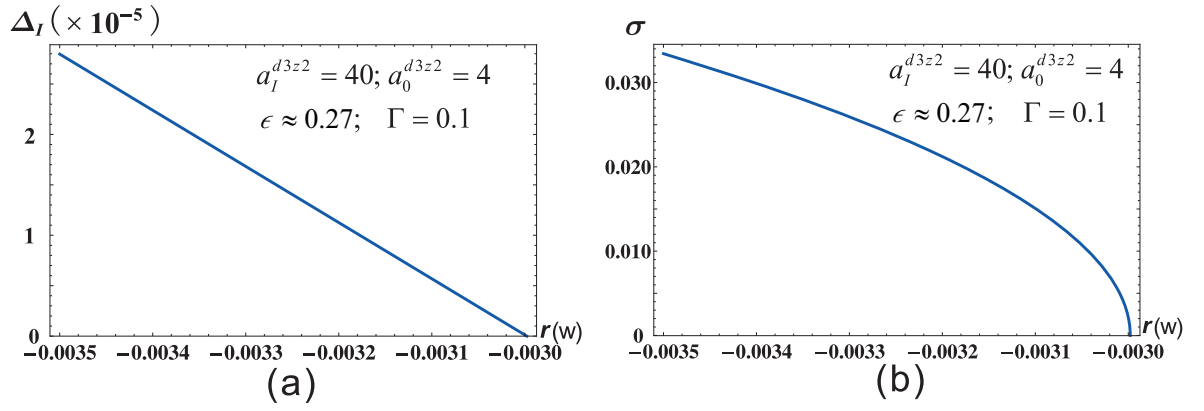 Δ_I (× 10⁻⁵)
a_I^{d3z2} = 40; a_0^{d3z2} = 4
ϵ ≈ 0.27; Γ = 0.1
2
1
0
r(w)
−0.0035 −0.0034 −0.0033 −0.0032 −0.0031 −0.0030
(a)
σ
a_I^{d3z2} = 40; a_0^{d3z2} = 4
ϵ ≈ 0.27; Γ = 0.1
0.030
0.020
0.010
0
r(w)
−0.0035 −0.0034 −0.0033 −0.0032 −0.0031 −0.0030
(b)